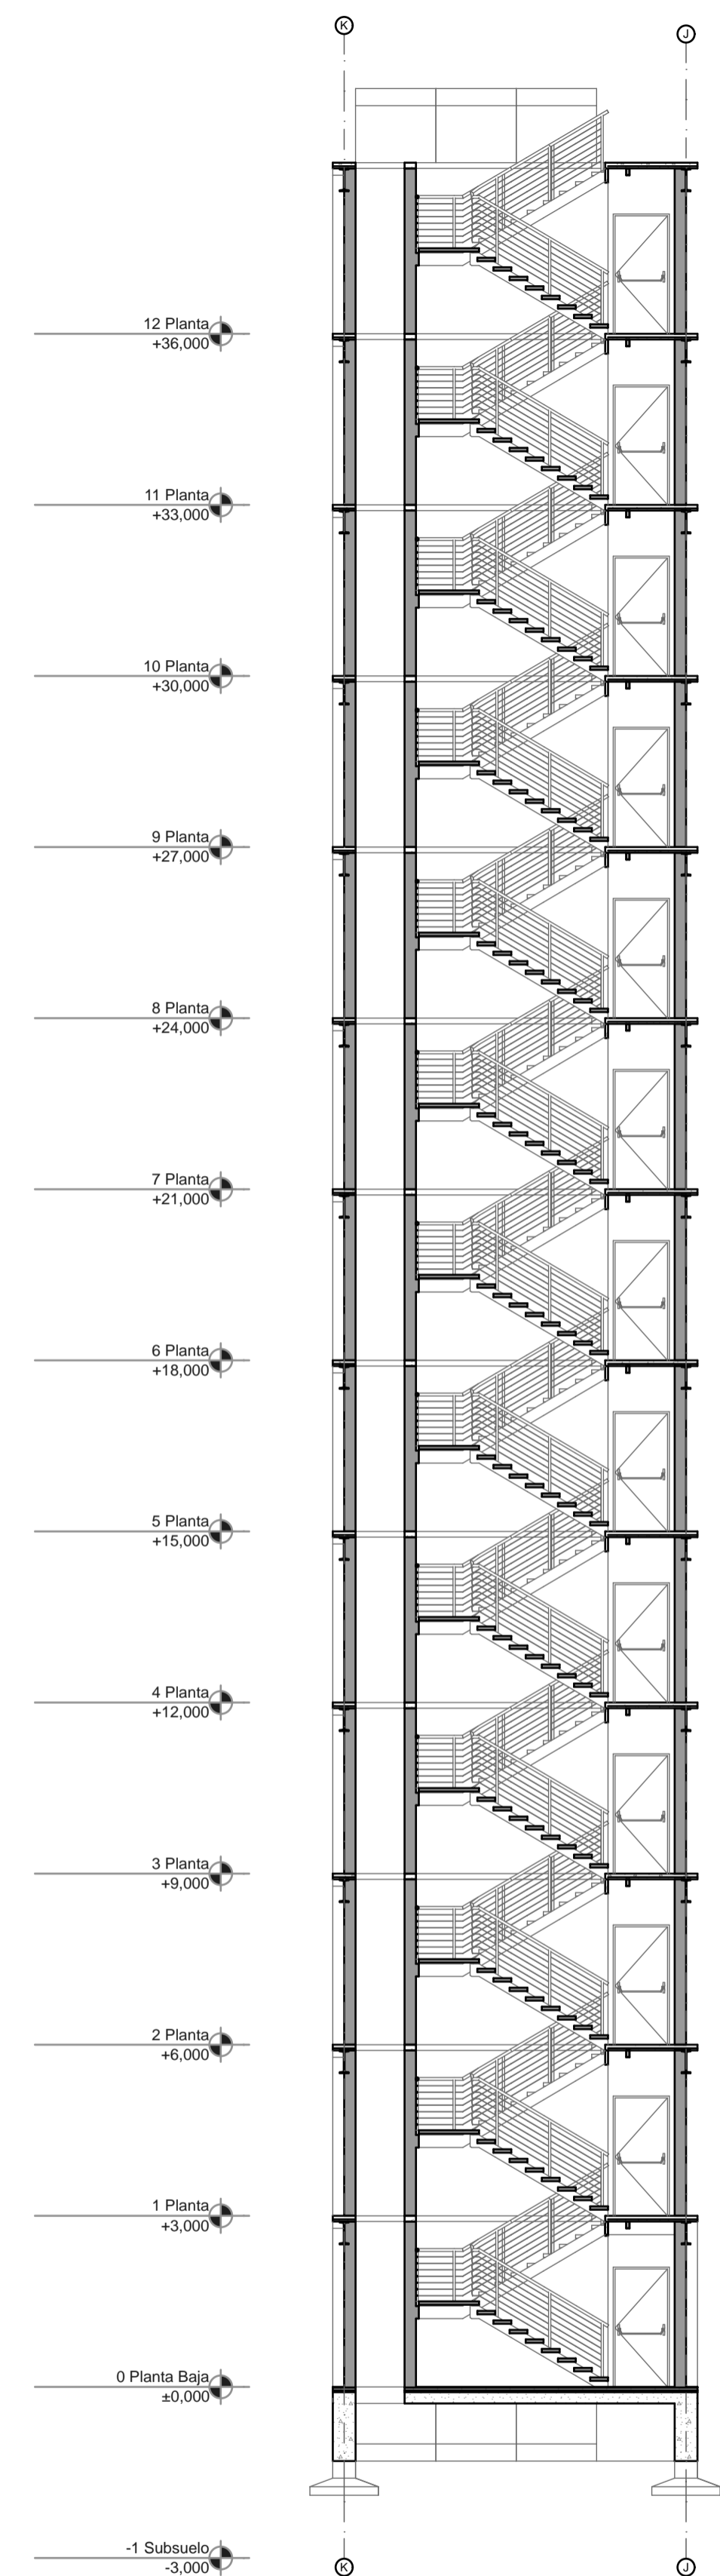 K
J
12 Planta
+36,000
11 Planta
+33,000
10 Planta
+30,000
9 Planta
+27,000
8 Planta
+24,000
7 Planta
+21,000
6 Planta
+18,000
5 Planta
+15,000
4 Planta
+12,000
3 Planta
+9,000
2 Planta
+6,000
1 Planta
+3,000
0 Planta Baja
±0,000
-1 Subsuelo
-3,000
K
J